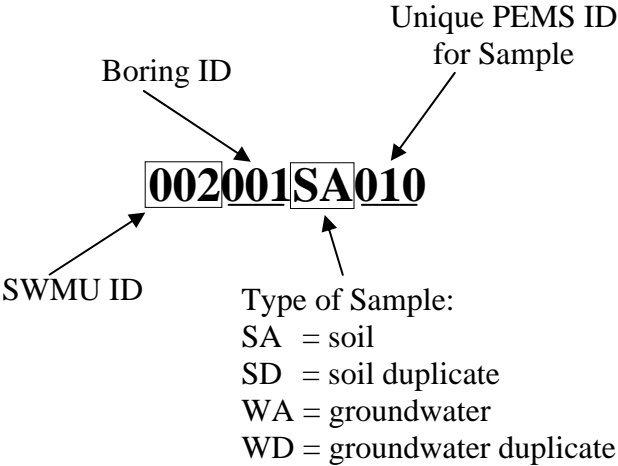 Unique PEMS ID
for Sample
Boring ID
002001SA010
SWMU ID
Type of Sample:
SA = soil
SD = soil duplicate
WA = groundwater
WD = groundwater duplicate